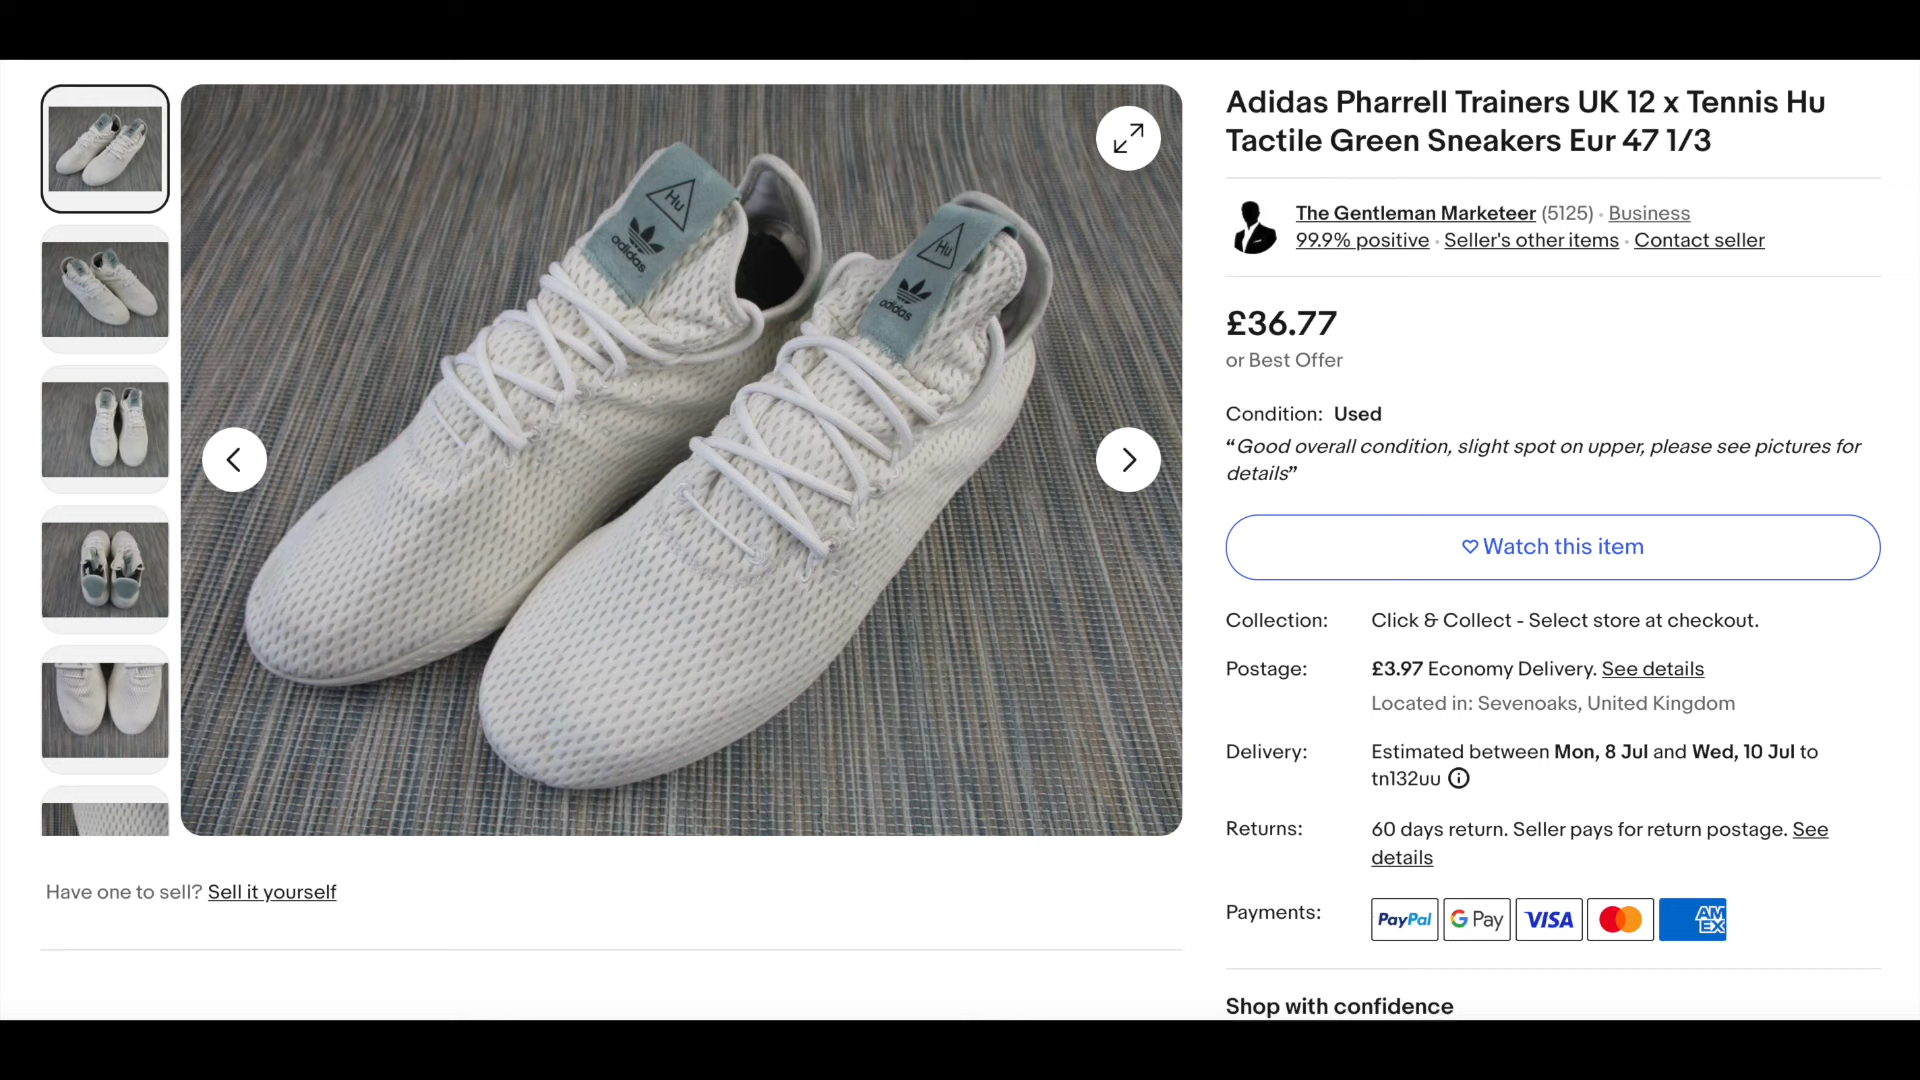 Adidas Pharrell Trainers UK 12 x Tennis Hu
Tactile Green Sneakers Eur 47 1/3
The Gentleman Marketeer (5125) · Business
99.9% positive · Seller's other items · Contact seller
£36.77
or Best Offer
Condition: Used
“Good overall condition, slight spot on upper, please see pictures for
details”
Watch this item
Collection: Click & Collect - Select store at checkout.
Postage: £3.97 Economy Delivery. See details
Located in: Sevenoaks, United Kingdom
Delivery: Estimated between Mon, 8 Jul and Wed, 10 Jul to
tn132uu
Returns: 60 days return. Seller pays for return postage. See
details
Payments: PayPal G Pay VISA AM EX
Shop with confidence
Hu
adidas
Hu
adidas
Have one to sell? Sell it yourself